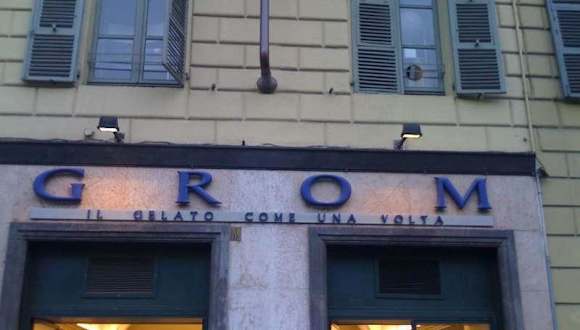 GROM
IL GELATO COME UNA VOLTA